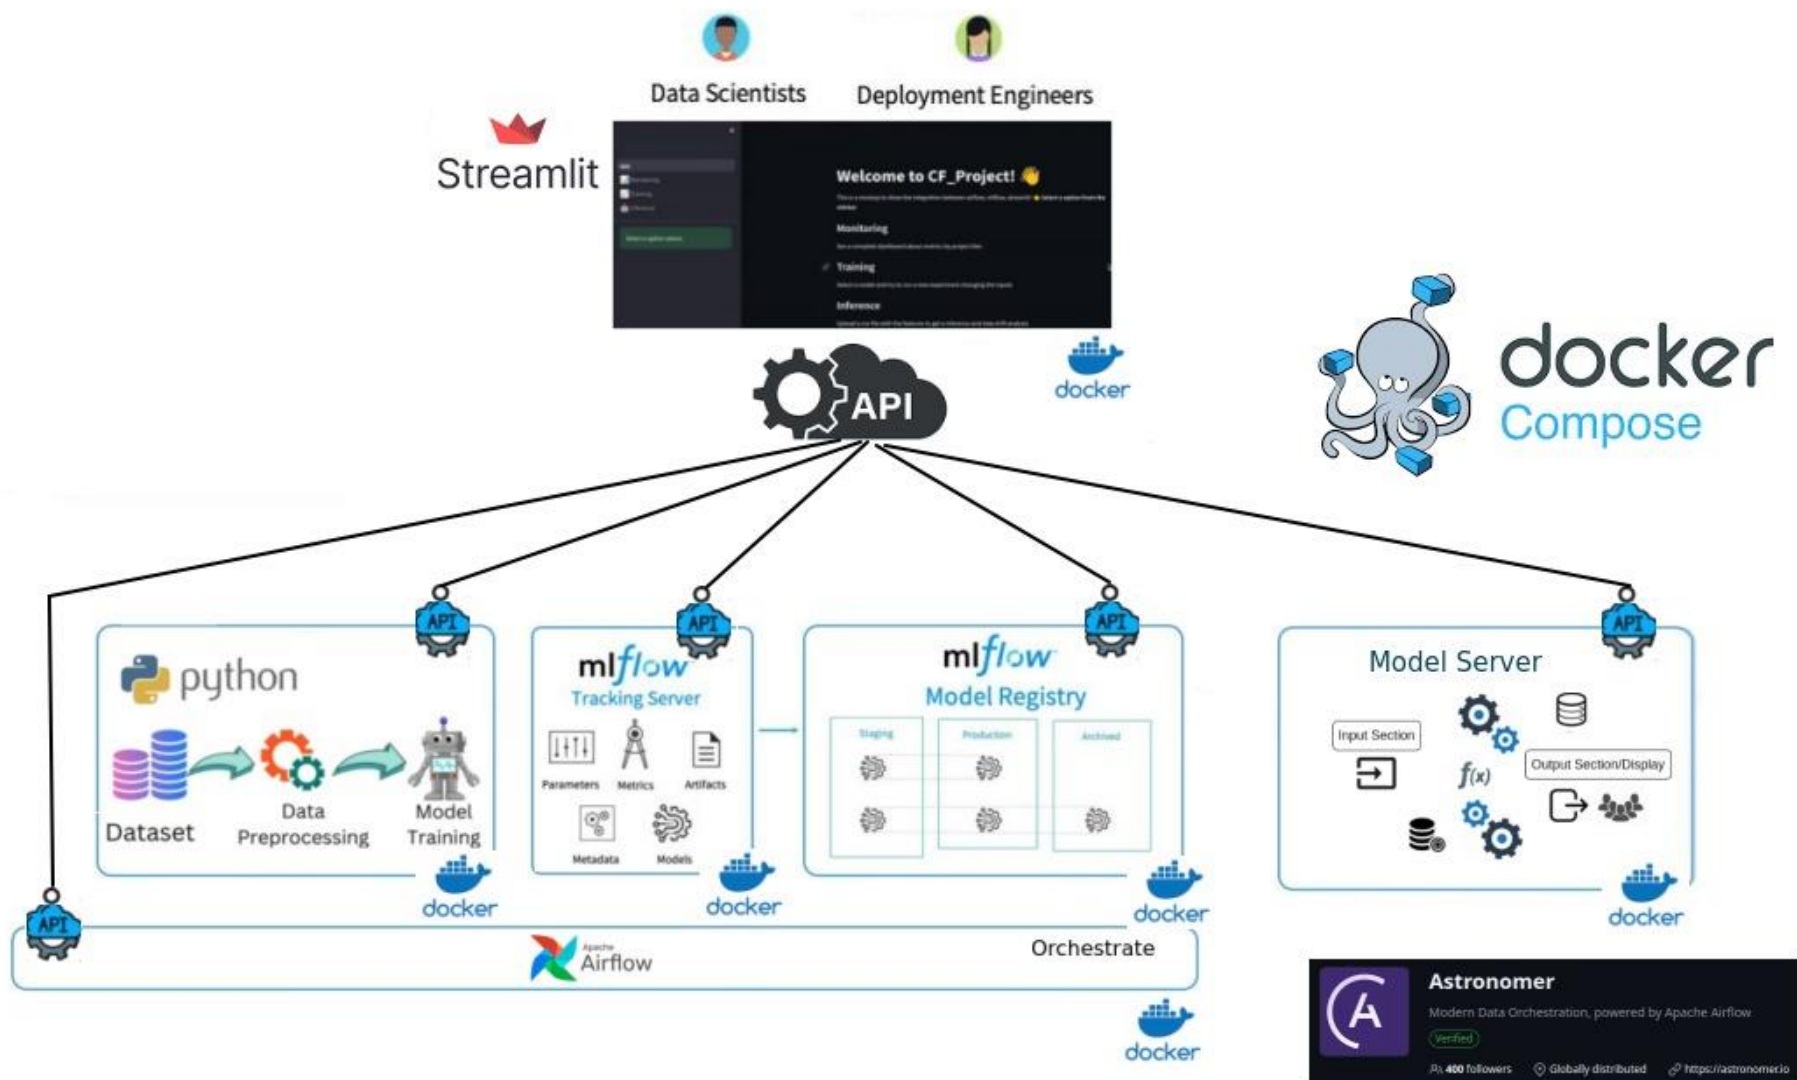 Data Scientists
Deployment Engineers
Streamlit
Welcome to CF_Project! 👋
Monitoring
Training
Inference
API
docker
docker
Compose
API
API
API
API
python
Dataset
Data
Preprocessing
Model
Training
docker
mlflow
Tracking Server
Parameters
Metrics
Artifacts
Metadata
Models
docker
mlflow
Model Registry
Staging
Production
Archived
docker
Model Server
Input Section
f(x)
Output Section/Display
docker
API
Apache
Airflow
Orchestrate
docker
Astronomer
Modern Data Orchestration, powered by Apache Airflow
Verified
400 followers
Globally distributed
https://astronomer.io